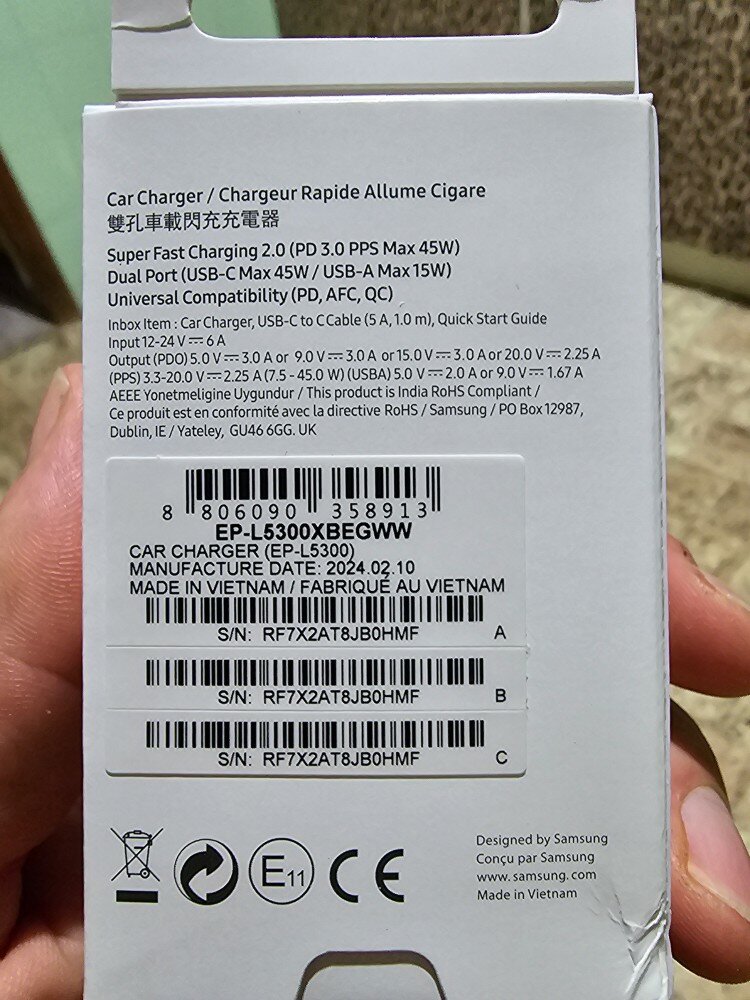 Car Charger / Chargeur Rapide Allume Cigare
雙孔車載閃充充電器
Super Fast Charging 2.0 (PD 3.0 PPS Max 45W)
Dual Port (USB-C Max 45W / USB-A Max 15W)
Universal Compatibility (PD, AFC, QC)
Inbox Item : Car Charger, USB-C to C Cable (5 A, 1.0 m), Quick Start Guide
Input 12-24 V ⎓ 6 A
Output (PDO) 5.0 V ⎓ 3.0 A or 9.0 V ⎓ 3.0 A or 15.0 V ⎓ 3.0 A or 20.0 V ⎓ 2.25 A
(PPS) 3.3-20.0 V ⎓ 2.25 A (7.5 - 45.0 W) (USBA) 5.0 V ⎓ 2.0 A or 9.0 V ⎓ 1.67 A
AEEE Yonetmeligine Uygundur / This product is India RoHS Compliant /
Ce produit est en conformité avec la directive RoHS / Samsung / PO Box 12987,
Dublin, IE / Yateley, GU46 6GG. UK
8 806090 358913
EP-L5300XBEGWW
CAR CHARGER (EP-L5300)
MANUFACTURE DATE: 2024.02.10
MADE IN VIETNAM / FABRIQUÉ AU VIETNAM
S/N: RF7X2AT8JB0HMF A
S/N: RF7X2AT8JB0HMF B
S/N: RF7X2AT8JB0HMF C
E11 CE
Designed by Samsung
Conçu par Samsung
www.samsung.com
Made in Vietnam